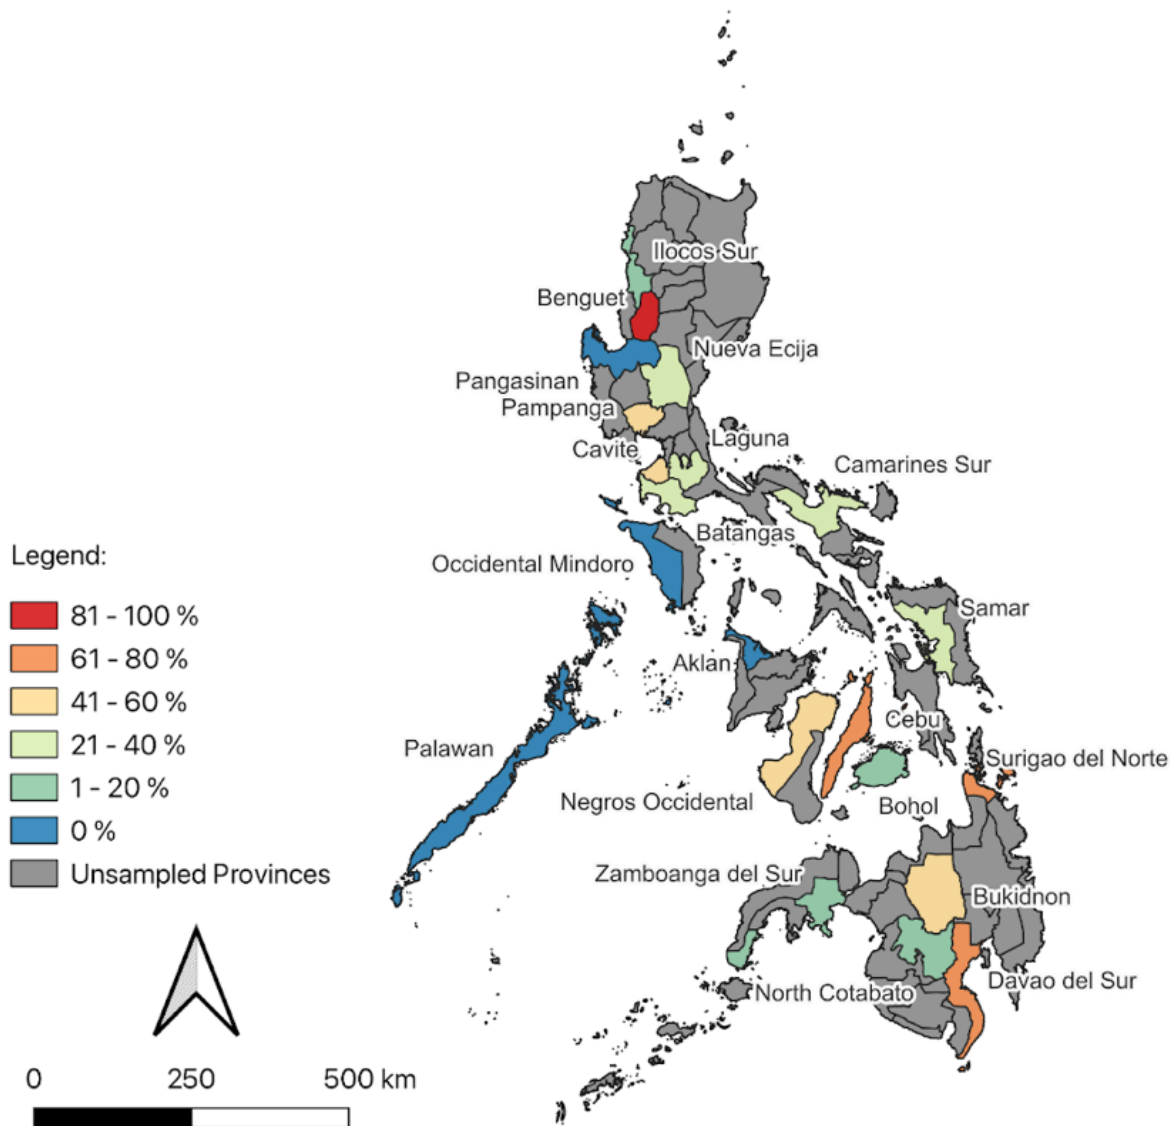 Ilocos Sur
Benguet
Nueva Ecija
Pangasinan
Pampanga
Cavite
Laguna
Camarines Sur
Batangas
Occidental Mindoro
Samar
Aklan
Cebu
Palawan
Surigao del Norte
Negros Occidental
Bohol
Zamboanga del Sur
Bukidnon
Davao del Sur
North Cotabato
Legend:
81 - 100 %
61 - 80 %
41 - 60 %
21 - 40 %
1 - 20 %
0 %
Unsampled Provinces
0 250 500 km